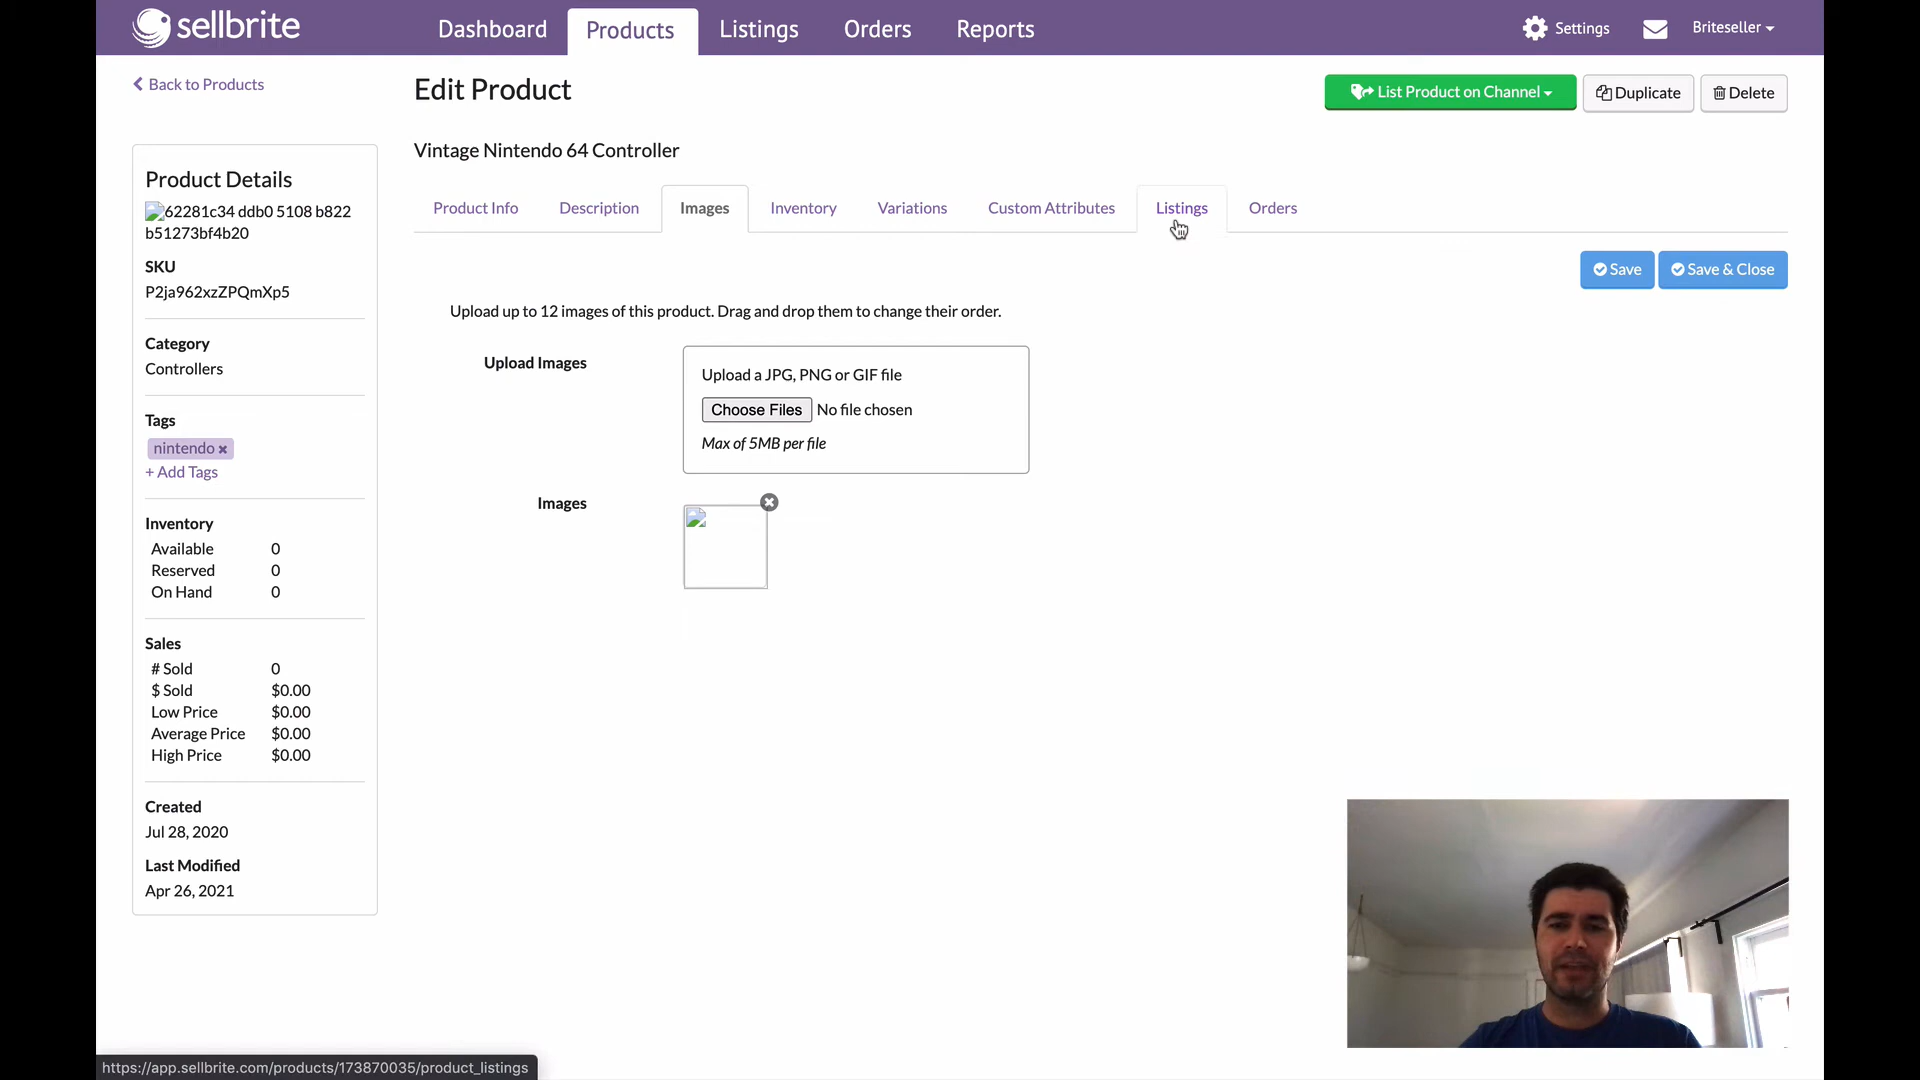 sellbrite
Dashboard
Products
Listings
Orders
Reports
Settings
Briteseller
Back to Products
Edit Product
List Product on Channel
Duplicate
Delete
Vintage Nintendo 64 Controller
Product Info
Description
Images
Inventory
Variations
Custom Attributes
Listings
Orders
Product Details
62281c34 ddb0 5108 b822
b51273bf4b20
SKU
P2ja962xzZPQmXp5
Category
Controllers
Tags
nintendo
+ Add Tags
Inventory
Available 0
Reserved 0
On Hand 0
Sales
# Sold 0
$ Sold $0.00
Low Price $0.00
Average Price $0.00
High Price $0.00
Created
Jul 28, 2020
Last Modified
Apr 26, 2021
Save
Save & Close
Upload up to 12 images of this product. Drag and drop them to change their order.
Upload Images
Upload a JPG, PNG or GIF file
Choose Files No file chosen
Max of 5MB per file
Images
https://app.sellbrite.com/products/173870035/product_listings